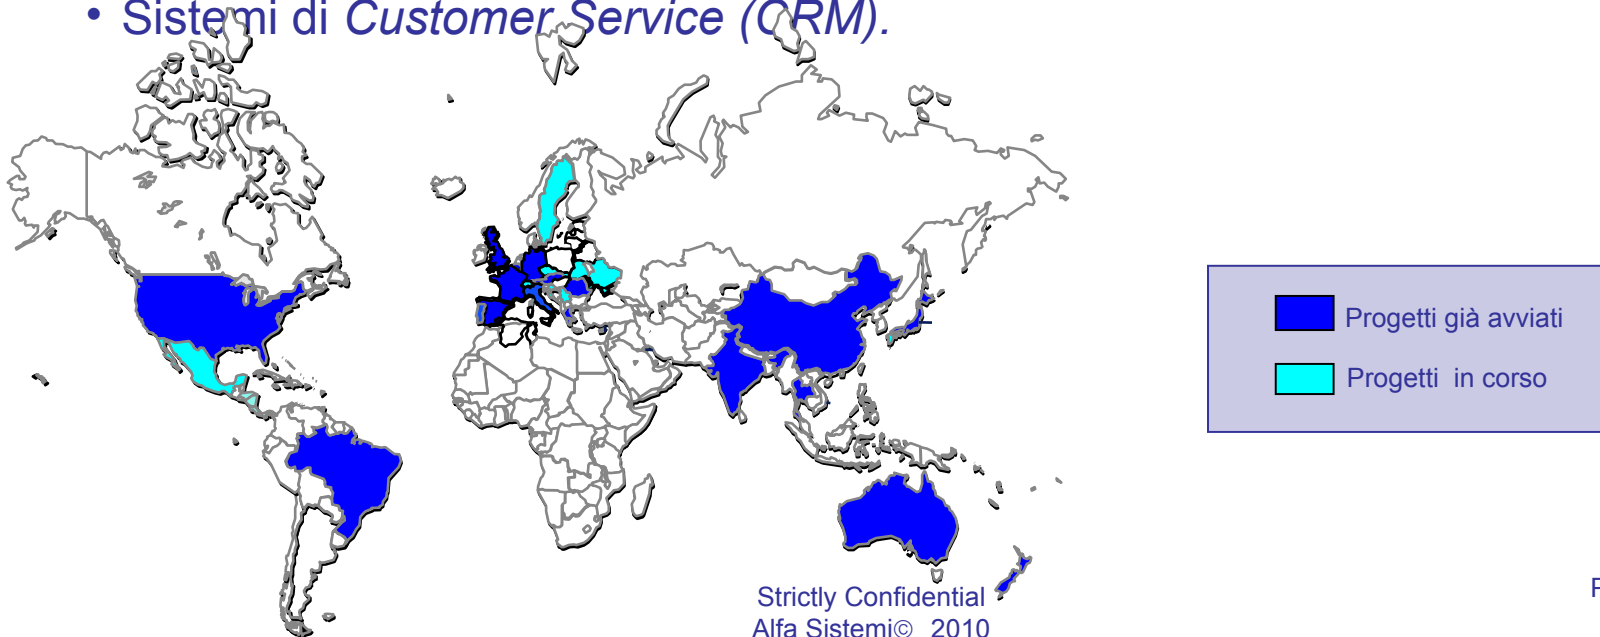 • Sistemi di Customer Service (CRM).
Progetti già avviati
Progetti in corso
Strictly Confidential
Alfa Sistemi© 2010